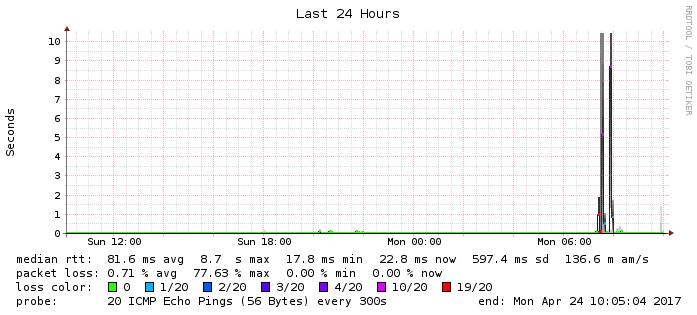 Last 24 Hours
RRDTOOL / TOBI OETIKER
Seconds
10
9
8
7
6
5
4
3
2
1
0
Sun 12:00 Sun 18:00 Mon 00:00 Mon 06:00
median rtt: 81.6 ms avg 8.7 s max 17.8 ms min 22.8 ms now 597.4 ms sd 136.6 m am/s
packet loss: 0.71 % avg 77.63 % max 0.00 % min 0.00 % now
loss color: 0 1/20 2/20 3/20 4/20 10/20 19/20
probe: 20 ICMP Echo Pings (56 Bytes) every 300s end: Mon Apr 24 10:05:04 2017